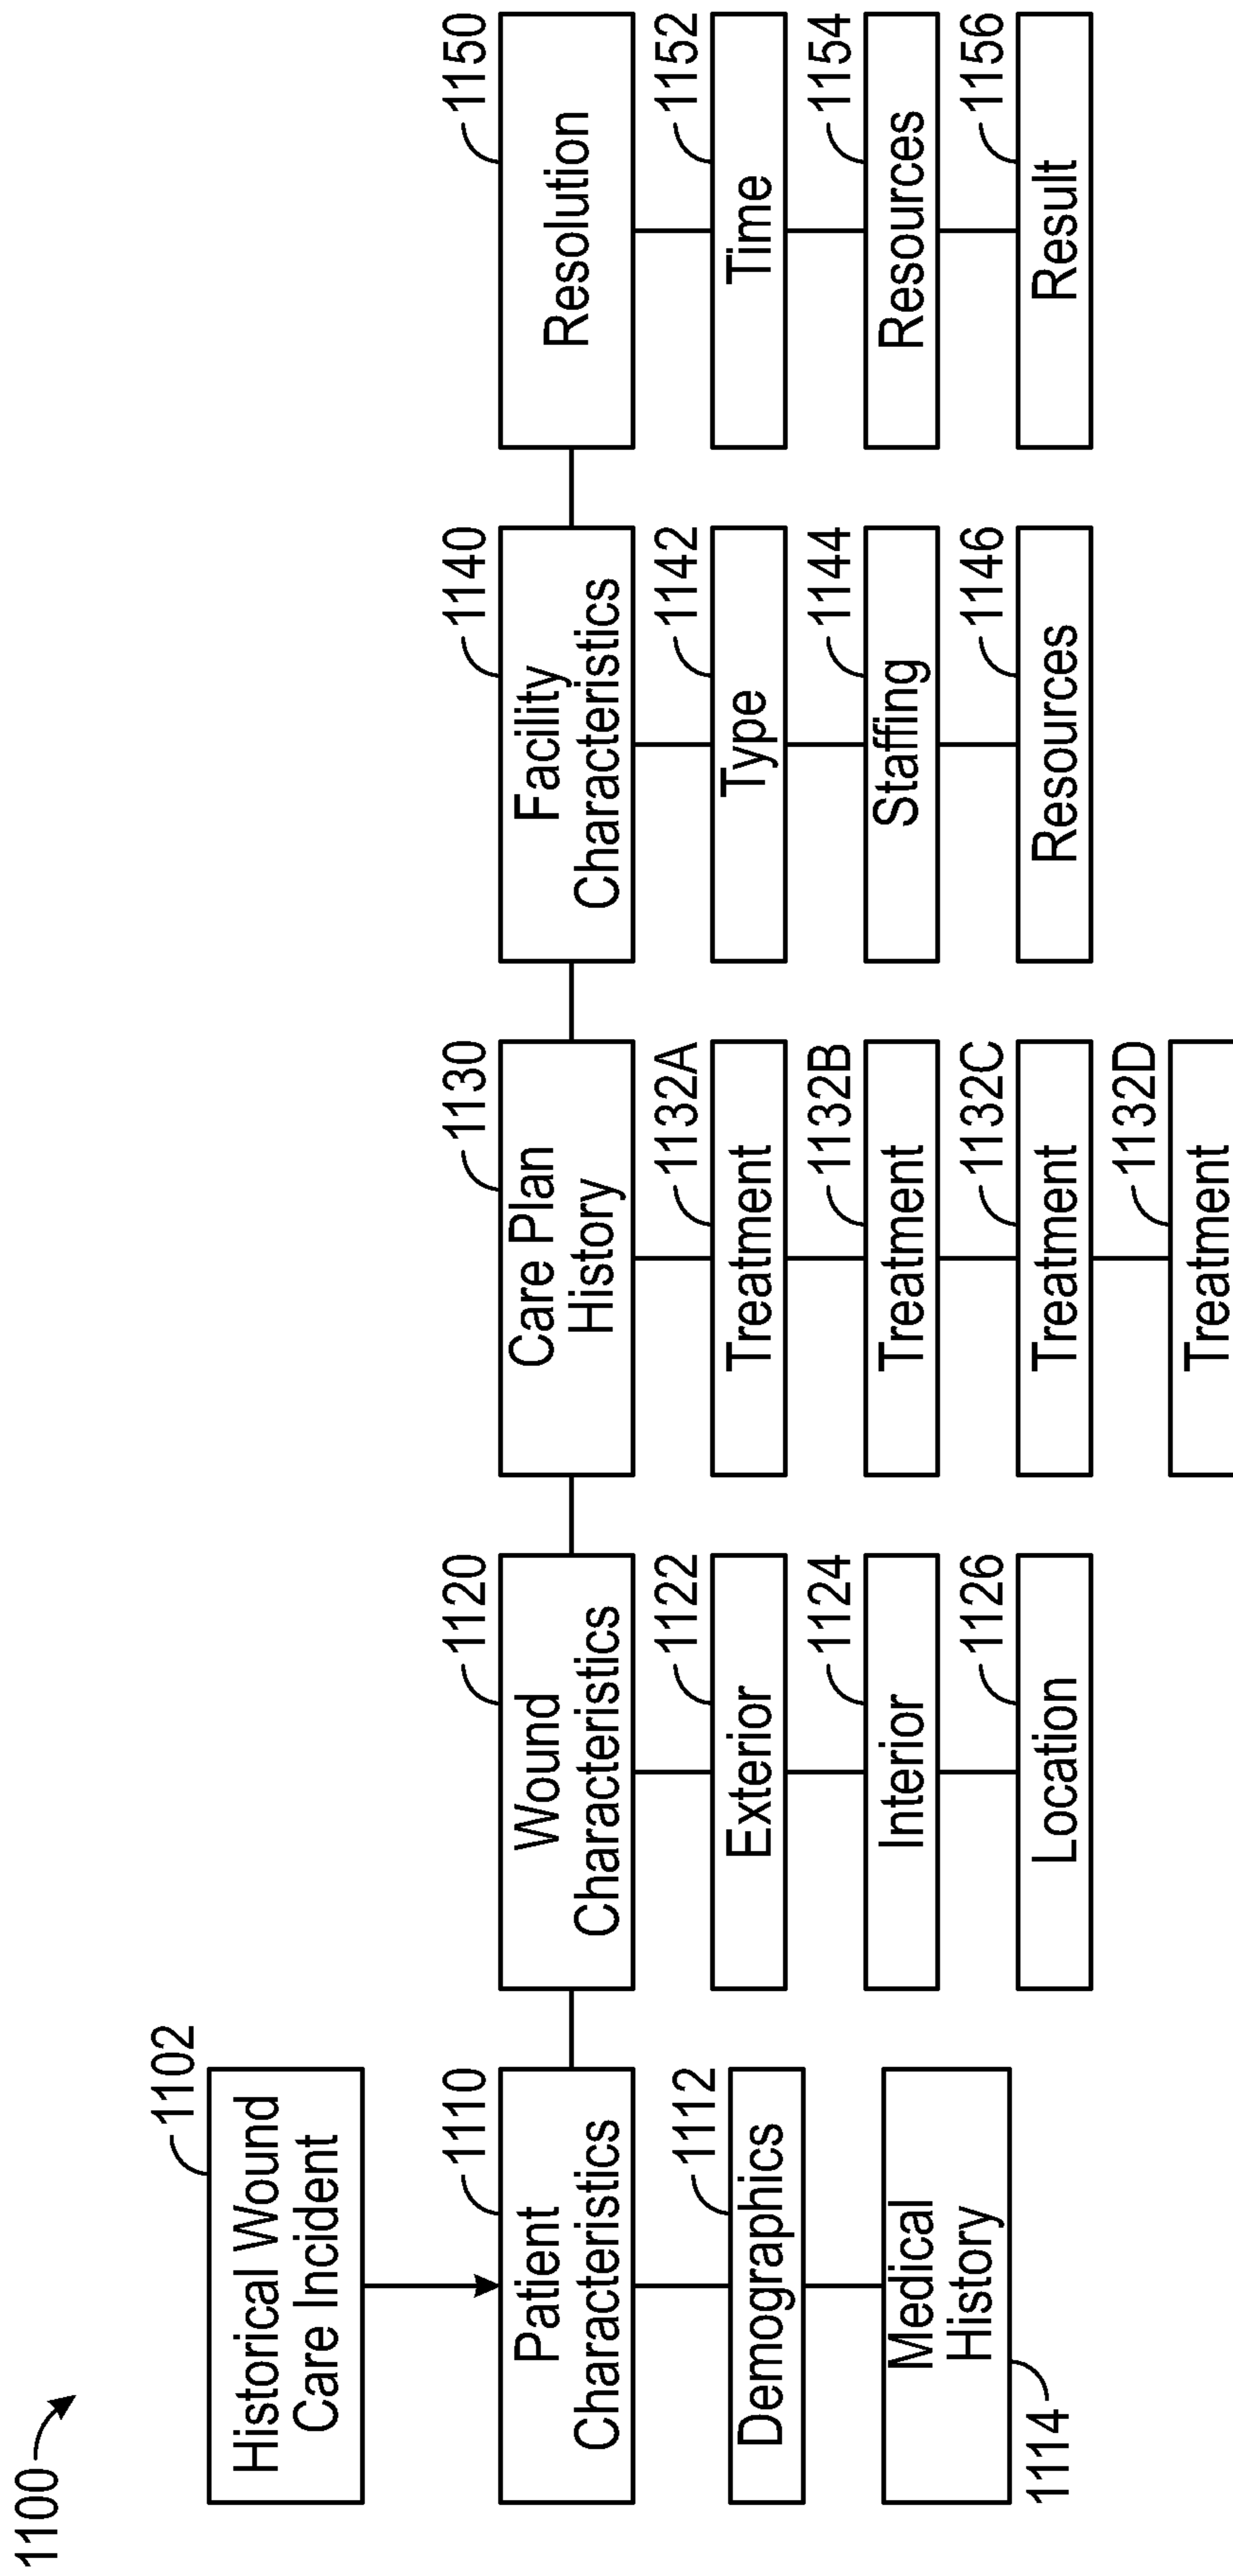 1100
1102
Historical Wound
Care Incident
1110
Patient
Characteristics
1112
Demographics
Medical
History
1114
1120
Wound
Characteristics
1122
Exterior
1124
Interior
1126
Location
1130
Care Plan
History
1132A
Treatment
1132B
Treatment
1132C
Treatment
1132D
Treatment
1140
Facility
Characteristics
1142
Type
1144
Staffing
1146
Resources
1150
Resolution
1152
Time
1154
Resources
1156
Result